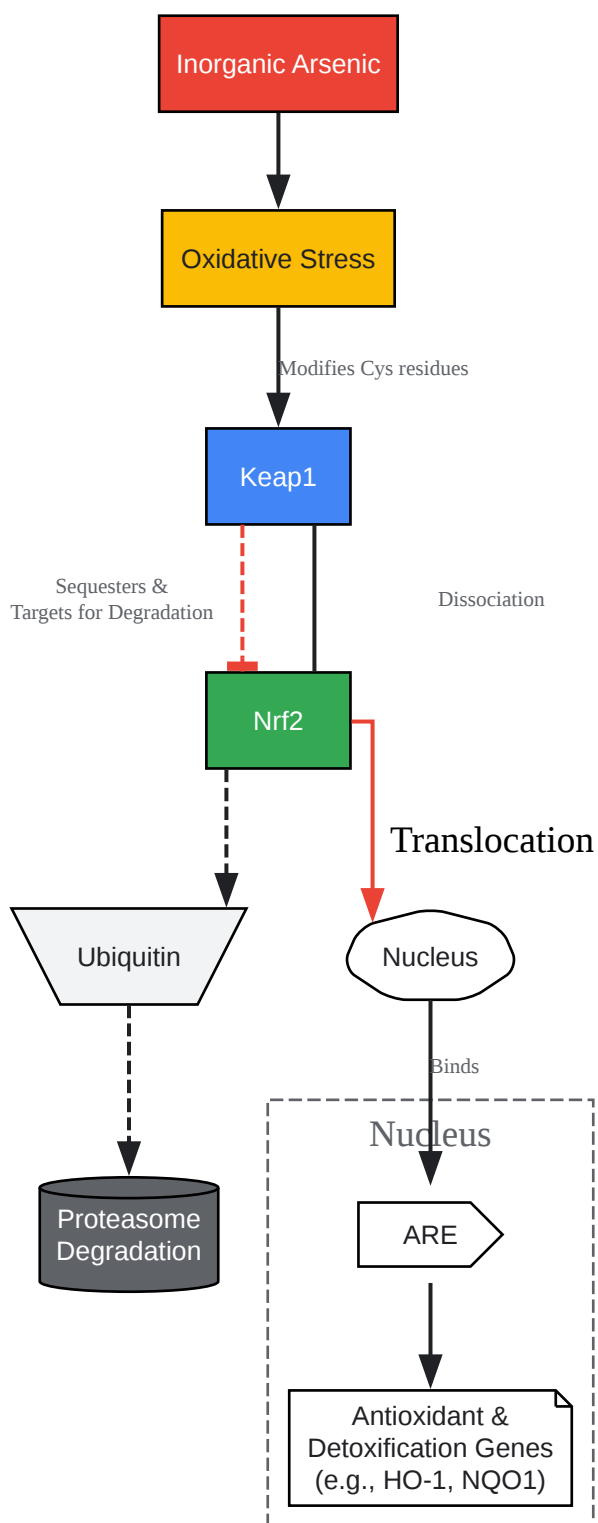 Inorganic Arsenic
Oxidative Stress
Modifies Cys residues
Keap1
Sequesters &
Targets for Degradation
Dissociation
Nrf2
Translocation
Ubiquitin
Nucleus
Binds
Nucleus
Proteasome
Degradation
ARE
Antioxidant &
Detoxification Genes
(e.g., HO-1, NQO1)